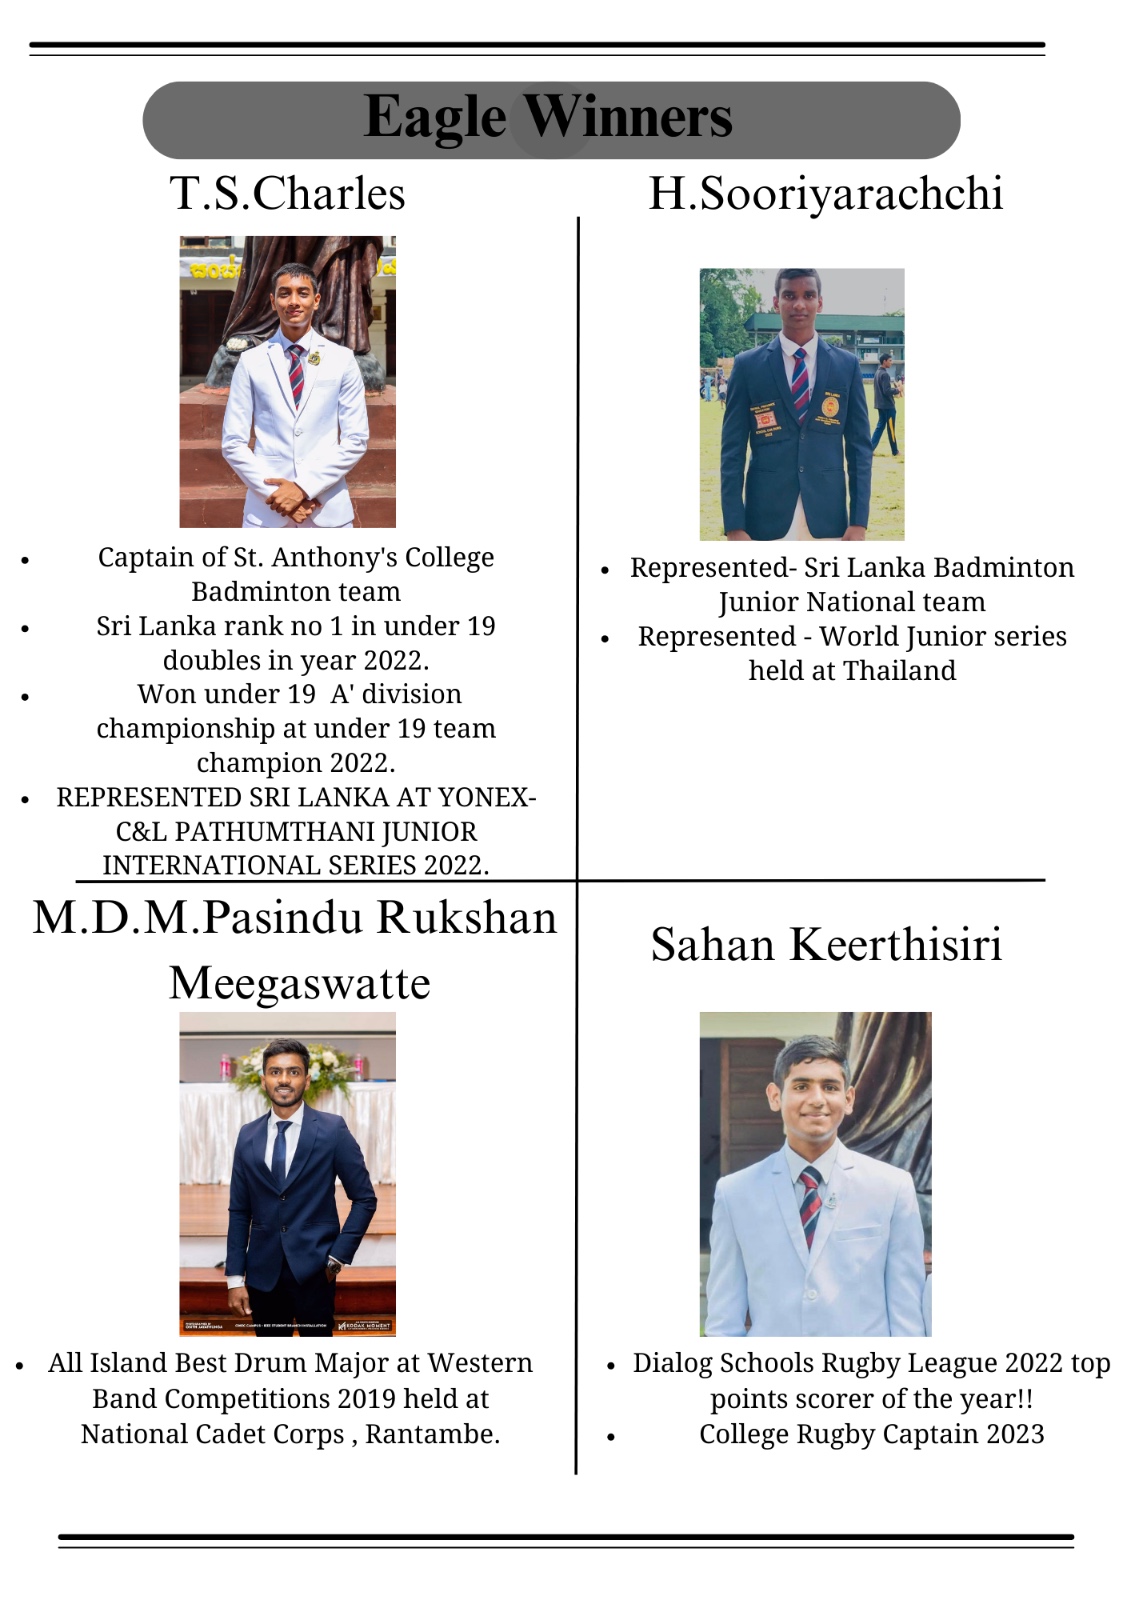 Eagle Winners
T.S.Charles
Captain of St. Anthony's College
Badminton team
Sri Lanka rank no 1 in under 19
doubles in year 2022.
Won under 19 A' division
championship at under 19 team
champion 2022.
REPRESENTED SRI LANKA AT YONEX-
C&L PATHUMTHANI JUNIOR
INTERNATIONAL SERIES 2022.
H.Sooriyarachchi
Represented- Sri Lanka Badminton
Junior National team
Represented - World Junior series
held at Thailand
M.D.M.Pasindu Rukshan
Meegaswatte
KODAK MOMENT
All Island Best Drum Major at Western
Band Competitions 2019 held at
National Cadet Corps , Rantambe.
Sahan Keerthisiri
Dialog Schools Rugby League 2022 top
points scorer of the year!!
College Rugby Captain 2023